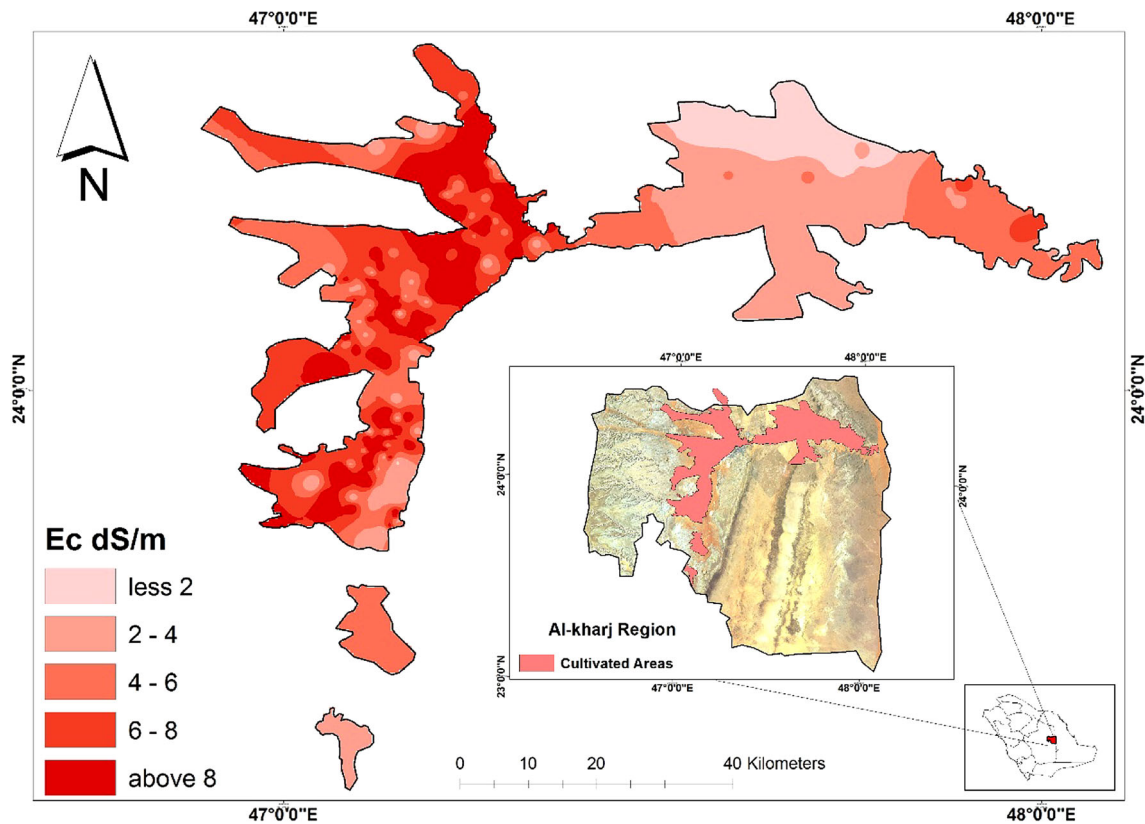 47°0'0"E
48°0'0"E
N
24°0'0"N
24°0'0"N
Ec dS/m
less 2
2 - 4
4 - 6
6 - 8
above 8
47°0'0"E
48°0'0"E
24°0'0"N
24°0'0"N
23°0'0"N
Al-kharj Region
Cultivated Areas
47°0'0"E
48°0'0"E
0 10 20 40 Kilometers
47°0'0"E
48°0'0"E